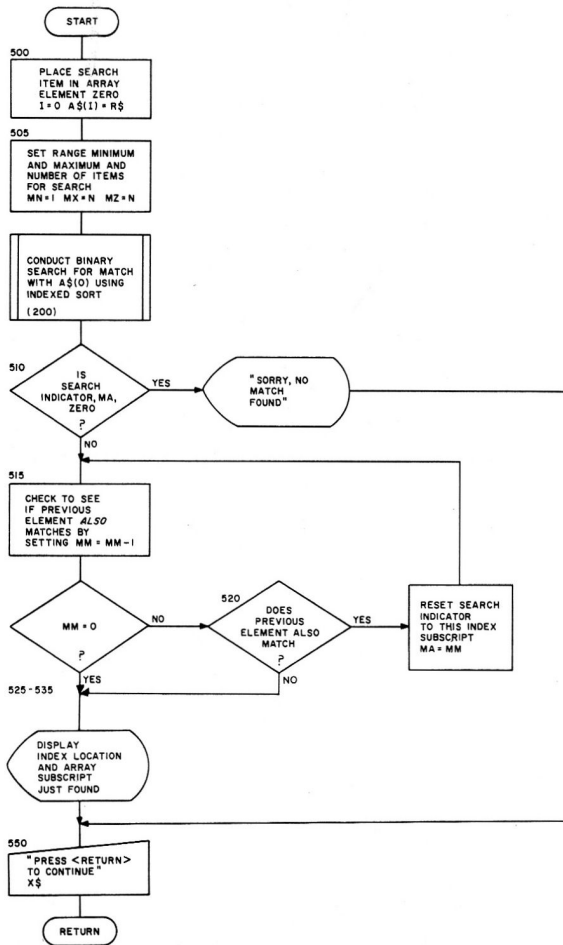 START
500
PLACE SEARCH
ITEM IN ARRAY
ELEMENT ZERO
I=0 A$(I)=R$
505
SET RANGE MINIMUM
AND MAXIMUM AND
NUMBER OF ITEMS
FOR SEARCH
MN=1 MX=N MZ=N
CONDUCT BINARY
SEARCH FOR MATCH
WITH A$(0) USING
INDEXED SORT
(200)
510
IS
SEARCH
INDICATOR, MA,
ZERO
?
YES
"SORRY, NO
MATCH
FOUND"
NO
515
CHECK TO SEE
IF PREVIOUS
ELEMENT ALSO
MATCHES BY
SETTING MM=MM-1
MM=0
?
NO
520
DOES
PREVIOUS
ELEMENT ALSO
MATCH
?
YES
RESET SEARCH
INDICATOR
TO THIS INDEX
SUBSCRIPT
MA=MM
YES
NO
525-535
DISPLAY
INDEX LOCATION
AND ARRAY
SUBSCRIPT
JUST FOUND
550
"PRESS <RETURN>
TO CONTINUE"
X$
RETURN